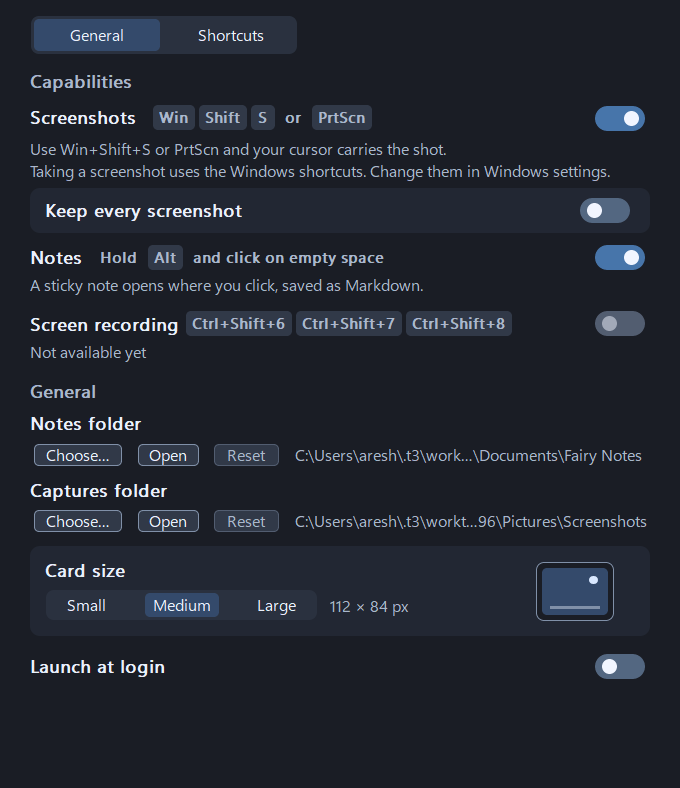 General Shortcuts
Capabilities
Screenshots Win Shift S or PrtScn
Use Win+Shift+S or PrtScn and your cursor carries the shot.
Taking a screenshot uses the Windows shortcuts. Change them in Windows settings.
Keep every screenshot
Notes Hold Alt and click on empty space
A sticky note opens where you click, saved as Markdown.
Screen recording Ctrl+Shift+6 Ctrl+Shift+7 Ctrl+Shift+8
Not available yet
General
Notes folder
Choose... Open Reset C:\Users\aresh\.t3\work...\Documents\Fairy Notes
Captures folder
Choose... Open Reset C:\Users\aresh\.t3\workt...96\Pictures\Screenshots
Card size
Small Medium Large 112 × 84 px
Launch at login